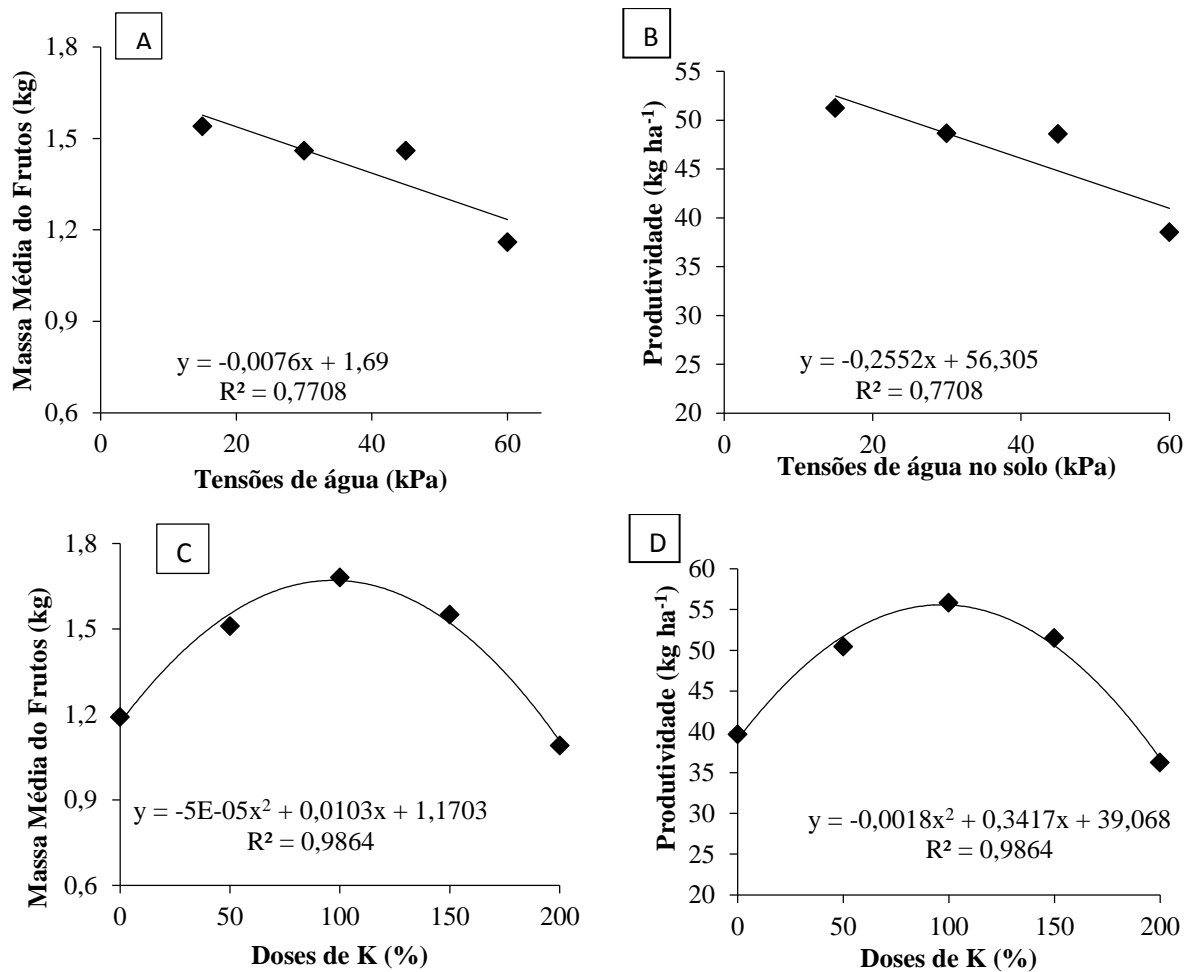 A
Massa Média do Frutos (kg)
1,8
1,5
1,2
0,9
0,6
y = -0,0076x + 1,69
R² = 0,7708
0 20 40 60
Tensões de água (kPa)
B
Produtividade (kg ha⁻¹)
55
50
45
40
35
30
25
20
y = -0,2552x + 56,305
R² = 0,7708
0 20 40 60
Tensões de água no solo (kPa)
C
Massa Média do Frutos (kg)
1,8
1,5
1,2
0,9
0,6
y = -5E-05x² + 0,0103x + 1,1703
R² = 0,9864
0 50 100 150 200
Doses de K (%)
D
Produtividade (kg ha⁻¹)
60
55
50
45
40
35
30
25
20
y = -0,0018x² + 0,3417x + 39,068
R² = 0,9864
0 50 100 150 200
Doses de K (%)